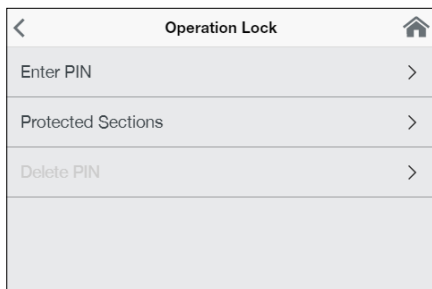 Operation Lock
Enter PIN
Protected Sections
Delete PIN